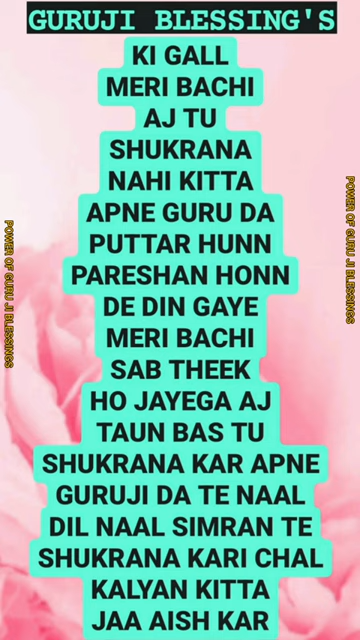 GURUJI BLESSING'S
KI GALL
MERI BACHI
AJ TU
SHUKRANA
NAHI KITTA
APNE GURU DA
PUTTAR HUNN
PARESHAN HONN
DE DIN GAYE
MERI BACHI
SAB THEEK
HO JAYEGA AJ
TAUN BAS TU
SHUKRANA KAR APNE
GURUJI DA TE NAAL
DIL NAAL SIMRAN TE
SHUKRANA KARI CHAL
KALYAN KITTA
JAA AISH KAR
POWER OF GURU JI BLESSINGS
POWER OF GURU JI BLESSINGS